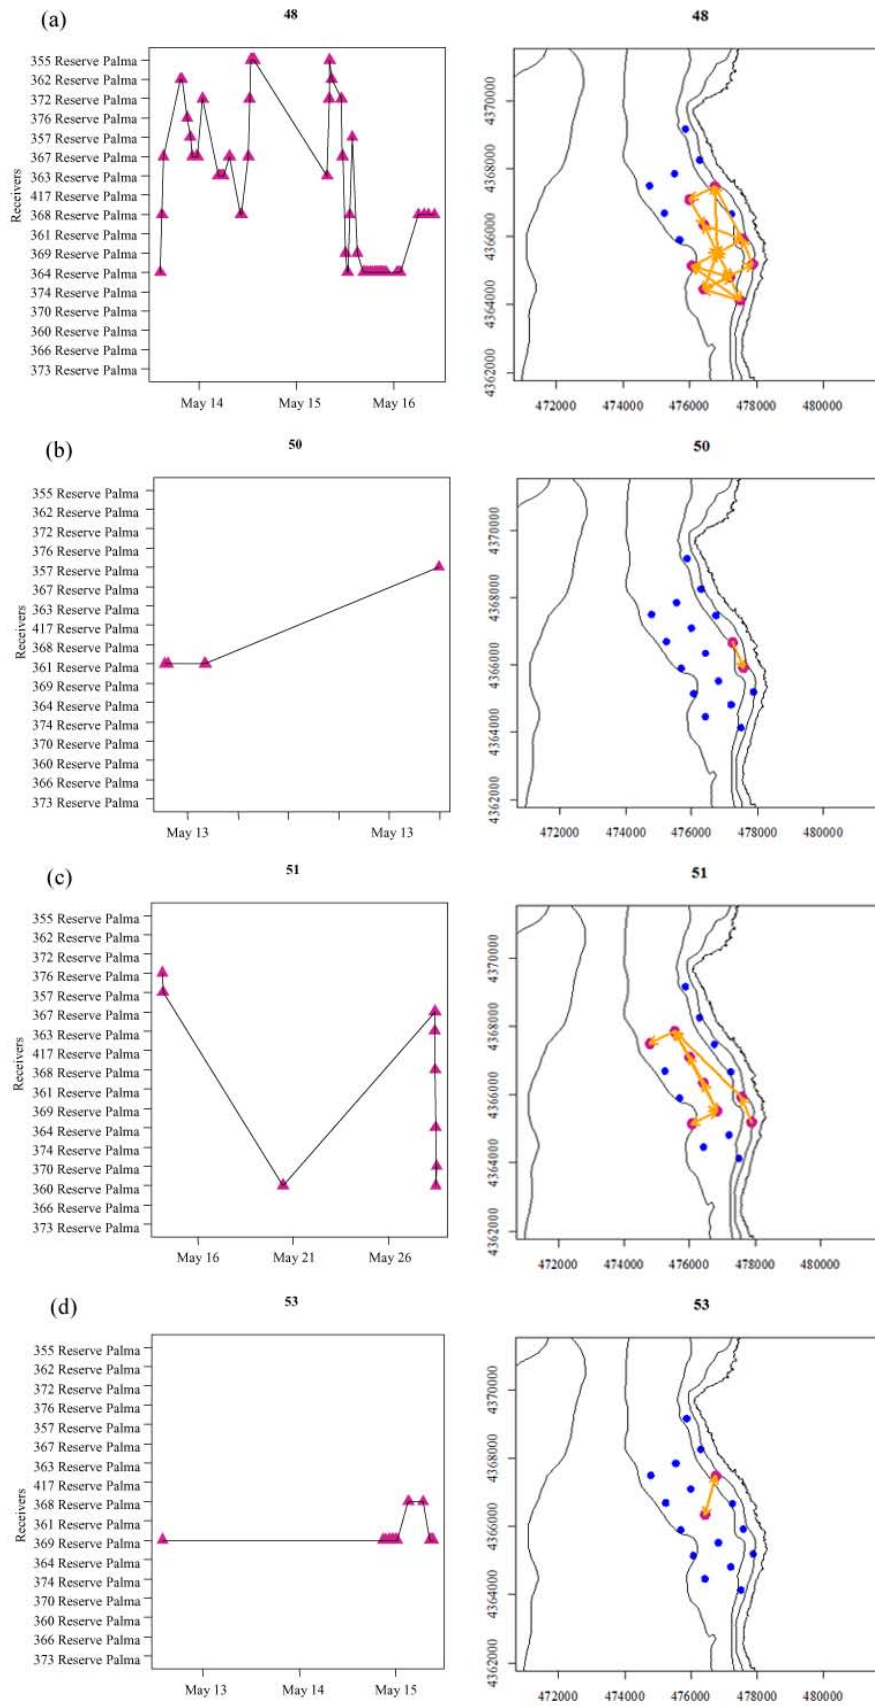 (a)
48
48
355 Reserve Palma
362 Reserve Palma
372 Reserve Palma
376 Reserve Palma
357 Reserve Palma
367 Reserve Palma
363 Reserve Palma
417 Reserve Palma
368 Reserve Palma
361 Reserve Palma
369 Reserve Palma
364 Reserve Palma
374 Reserve Palma
370 Reserve Palma
360 Reserve Palma
366 Reserve Palma
373 Reserve Palma
Receivers
May 14 May 15 May 16
4370000
4368000
4366000
4364000
4362000
472000 474000 476000 478000 480000
(b)
50
50
355 Reserve Palma
362 Reserve Palma
372 Reserve Palma
376 Reserve Palma
357 Reserve Palma
367 Reserve Palma
363 Reserve Palma
417 Reserve Palma
368 Reserve Palma
361 Reserve Palma
369 Reserve Palma
364 Reserve Palma
374 Reserve Palma
370 Reserve Palma
360 Reserve Palma
366 Reserve Palma
373 Reserve Palma
Receivers
May 13 May 13
4370000
4368000
4366000
4364000
4362000
472000 474000 476000 478000 480000
(c)
51
51
355 Reserve Palma
362 Reserve Palma
372 Reserve Palma
376 Reserve Palma
357 Reserve Palma
367 Reserve Palma
363 Reserve Palma
417 Reserve Palma
368 Reserve Palma
361 Reserve Palma
369 Reserve Palma
364 Reserve Palma
374 Reserve Palma
370 Reserve Palma
360 Reserve Palma
366 Reserve Palma
373 Reserve Palma
Receivers
May 16 May 21 May 26
4370000
4368000
4366000
4364000
4362000
472000 474000 476000 478000 480000
(d)
53
53
355 Reserve Palma
362 Reserve Palma
372 Reserve Palma
376 Reserve Palma
357 Reserve Palma
367 Reserve Palma
363 Reserve Palma
417 Reserve Palma
368 Reserve Palma
361 Reserve Palma
369 Reserve Palma
364 Reserve Palma
374 Reserve Palma
370 Reserve Palma
360 Reserve Palma
366 Reserve Palma
373 Reserve Palma
Receivers
May 13 May 14 May 15
4370000
4368000
4366000
4364000
4362000
472000 474000 476000 478000 480000